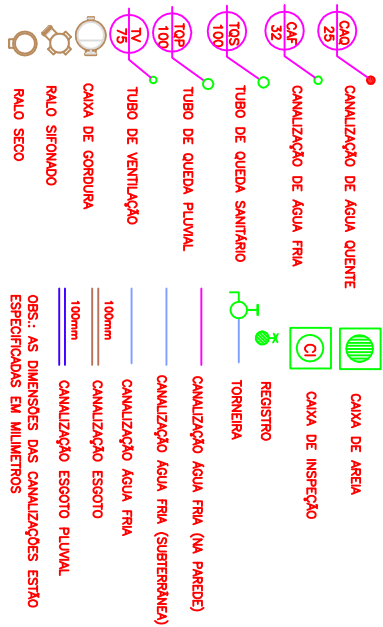 CAQ
25
CANALIZAÇÃO DE ÁGUA QUENTE
CAF
32
CANALIZAÇÃO DE ÁGUA FRIA
TQS
100
TUBO DE QUEDA SANITÁRIO
TQP
100
TUBO DE QUEDA PLUVIAL
TV
75
TUBO DE VENTILAÇÃO
CAIXA DE GORDURA
RALO SIFONADO
RALO SECO
CAIXA DE AREIA
CI
CAIXA DE INSPEÇÃO
REGISTRO
TORNEIRA
CANALIZAÇÃO ÁGUA FRIA (NA PAREDE)
CANALIZAÇÃO ÁGUA FRIA (SUBTERRÂNEA)
CANALIZAÇÃO ÁGUA FRIA
100mm
CANALIZAÇÃO ESGOTO
100mm
CANALIZAÇÃO ESGOTO PLUVIAL
OBS.: AS DIMENSÕES DAS CANALIZAÇÕES ESTÃO
ESPECIFICADAS EM MILIMETROS